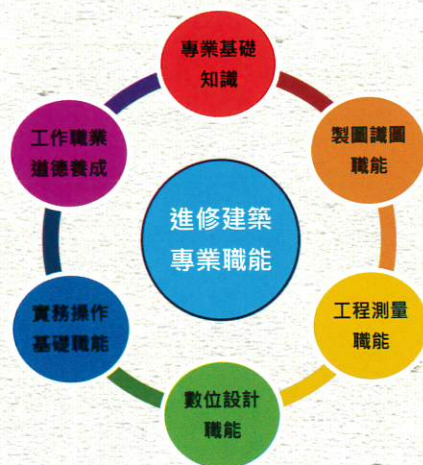 專業基礎
知識
製圖識圖
職能
工程測量
職能
數位設計
職能
實務操作
基礎職能
工作職業
道德養成
進修建築
專業職能